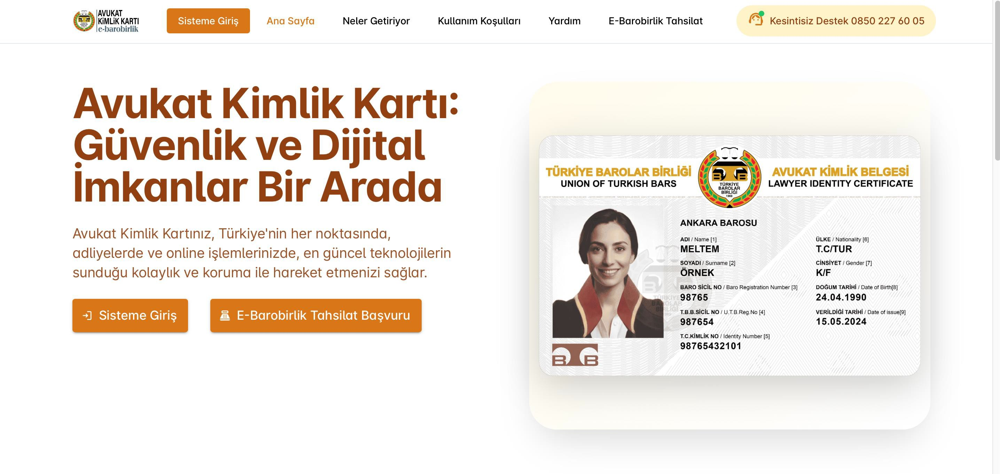 AVUKAT
KİMLİK KARTI
e-barobirlik
Sisteme Giriş
Ana Sayfa
Neler Getiriyor
Kullanım Koşulları
Yardım
E-Barobirlik Tahsilat
Kesintisiz Destek 0850 227 60 05
Avukat Kimlik Kartı:
Güvenlik ve Dijital
İmkanlar Bir Arada
Avukat Kimlik Kartınız, Türkiye'nin her noktasında,
adliyelerde ve online işlemlerinizde, en güncel teknolojilerin
sunduğu kolaylık ve koruma ile hareket etmenizi sağlar.
Sisteme Giriş
E-Barobirlik Tahsilat Başvuru
TÜRKİYE BAROLAR BİRLİĞİ
UNION OF TURKISH BARS
TÜRKİYE
BAROLAR
BİRLİĞİ
1969
AVUKAT KİMLİK BELGESİ
LAWYER IDENTITY CERTIFICATE
ANKARA BAROSU
ADI / Name [1]
MELTEM
SOYADI / Surname [2]
ÖRNEK
BARO SİCİL NO / Baro Registration Number [3]
98765
T.B.B.SİCİL NO / U.T.B.Reg.No [4]
987654
T.C.KİMLİK NO / Identity Number [5]
98765432101
ÜLKE / Nationality [6]
T.C/TUR
CİNSİYET / Gender [7]
K/F
DOĞUM TARİHİ / Date of Birth[8]
24.04.1990
VERİLDİĞİ TARİHİ / Date of issue[9]
15.05.2024
TÜRKİYE
BAROLAR
BİRLİĞİ